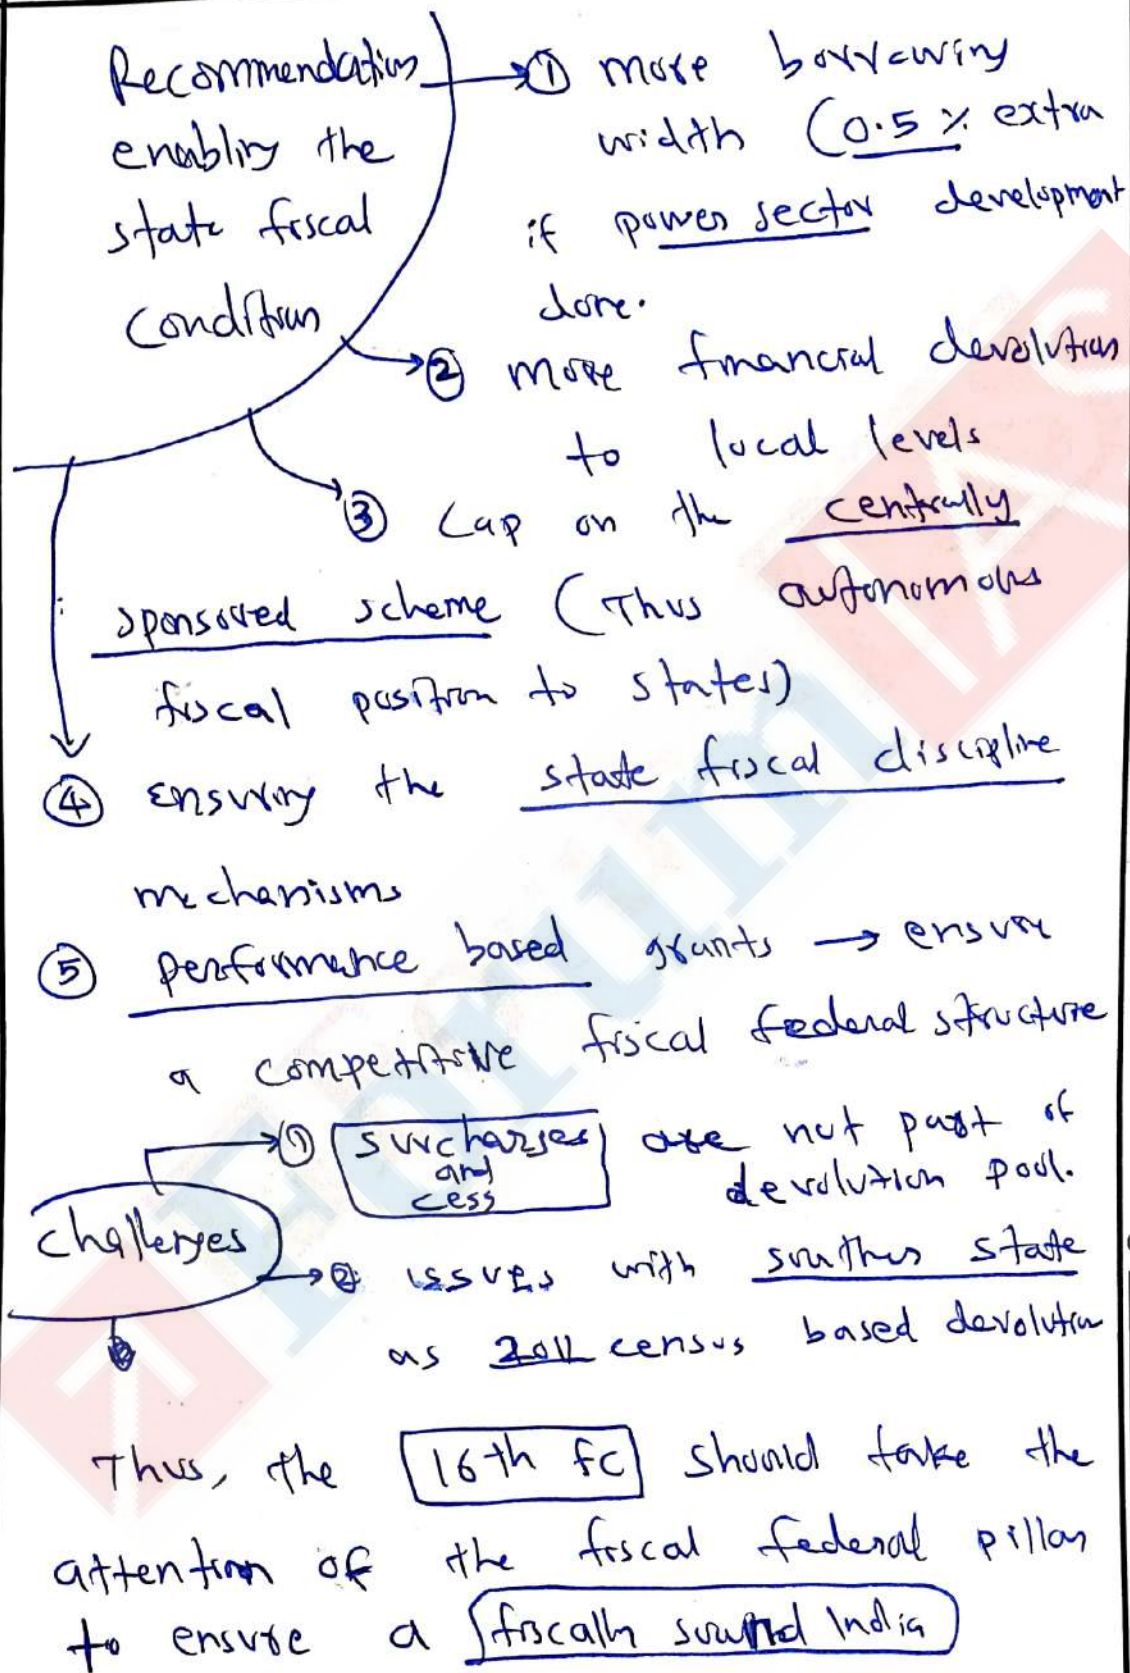 Recommendations
enabling the
state fiscal
Conditions
① more borrowing
width (0.5% extra
if power sector development
done.
② more financial devolution
to local levels
③ Cap on the centrally
sponsored scheme (Thus autonomous
fiscal position to states)
④ ensuring the state fiscal discipline
mechanisms
⑤ performance based grants → ensure
a competitive fiscal federal structure
Challenges
① surcharges
and
cess
are not part of
devolution pool.
② issues with southern state
as 2011 census based devolution
Thus, the 16th fc should take the
attention of the fiscal federal pillar
to ensure a fiscally sound India
Forum IAS